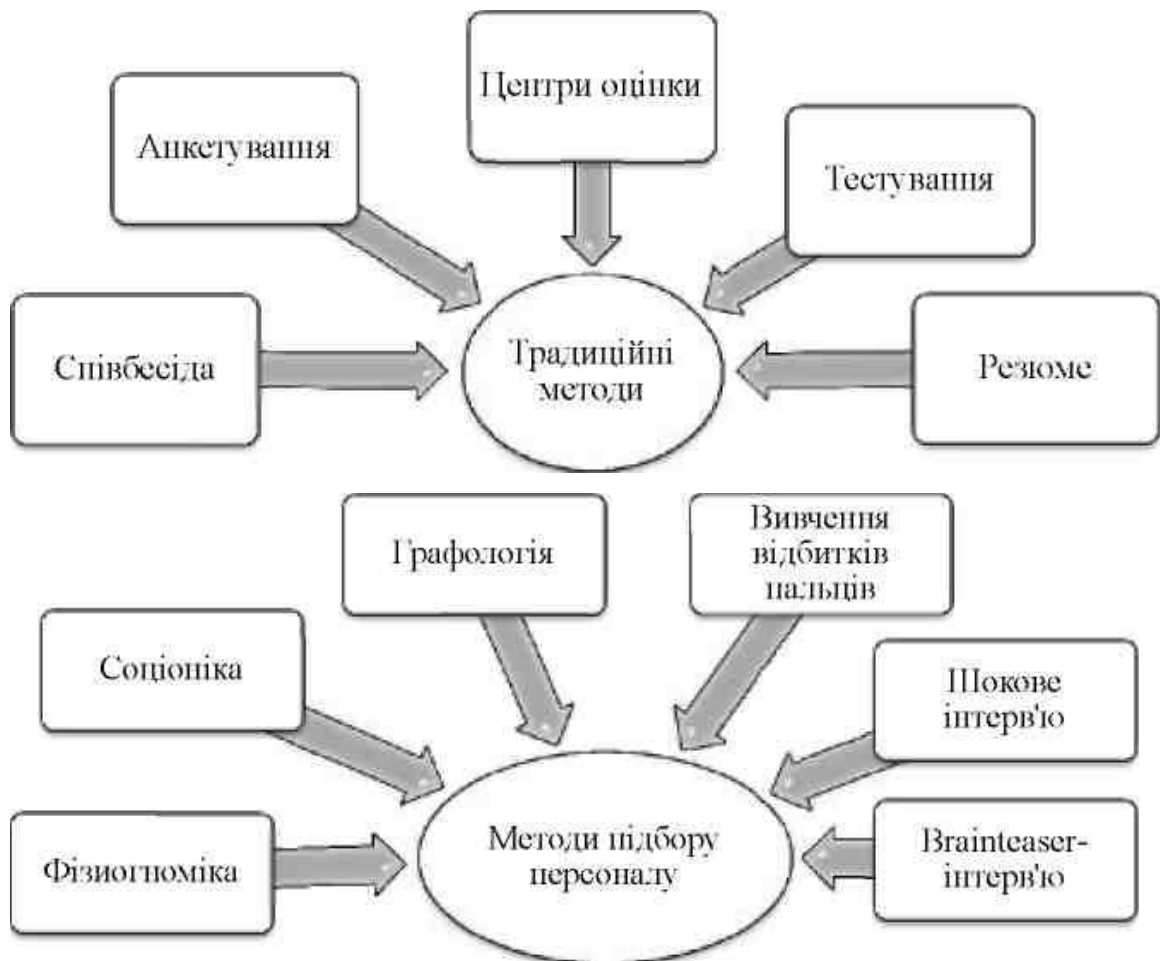 Центри оцінки
Анкетування
Тестування
Співбесіда
Традиційні
методи
Резюме
Графологія
Вивчення
відбитків
пальців
Соціоніка
Шокове
інтерв'ю
Фізиогноміка
Методи підбору
персоналу
Brainteaser-
інтерв'ю